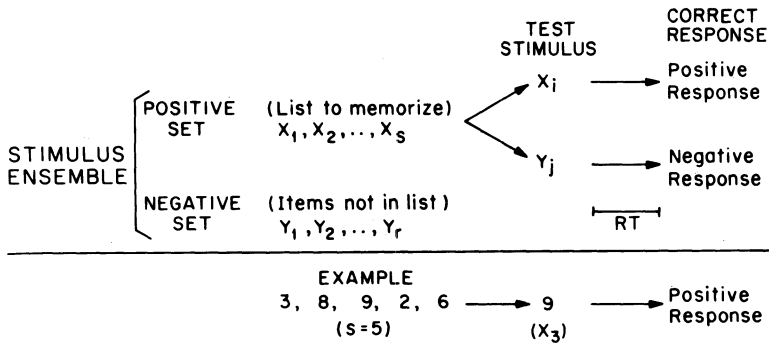 TEST STIMULUS
CORRECT RESPONSE
STIMULUS ENSEMBLE
POSITIVE SET
(List to memorize)
X₁, X₂, . . , Xₛ
Xᵢ
Positive Response
Yⱼ
Negative Response
NEGATIVE SET
(Items not in list)
Y₁, Y₂, . . , Yᵣ
RT
EXAMPLE
3, 8, 9, 2, 6
9
Positive Response
(s=5)
(X₃)